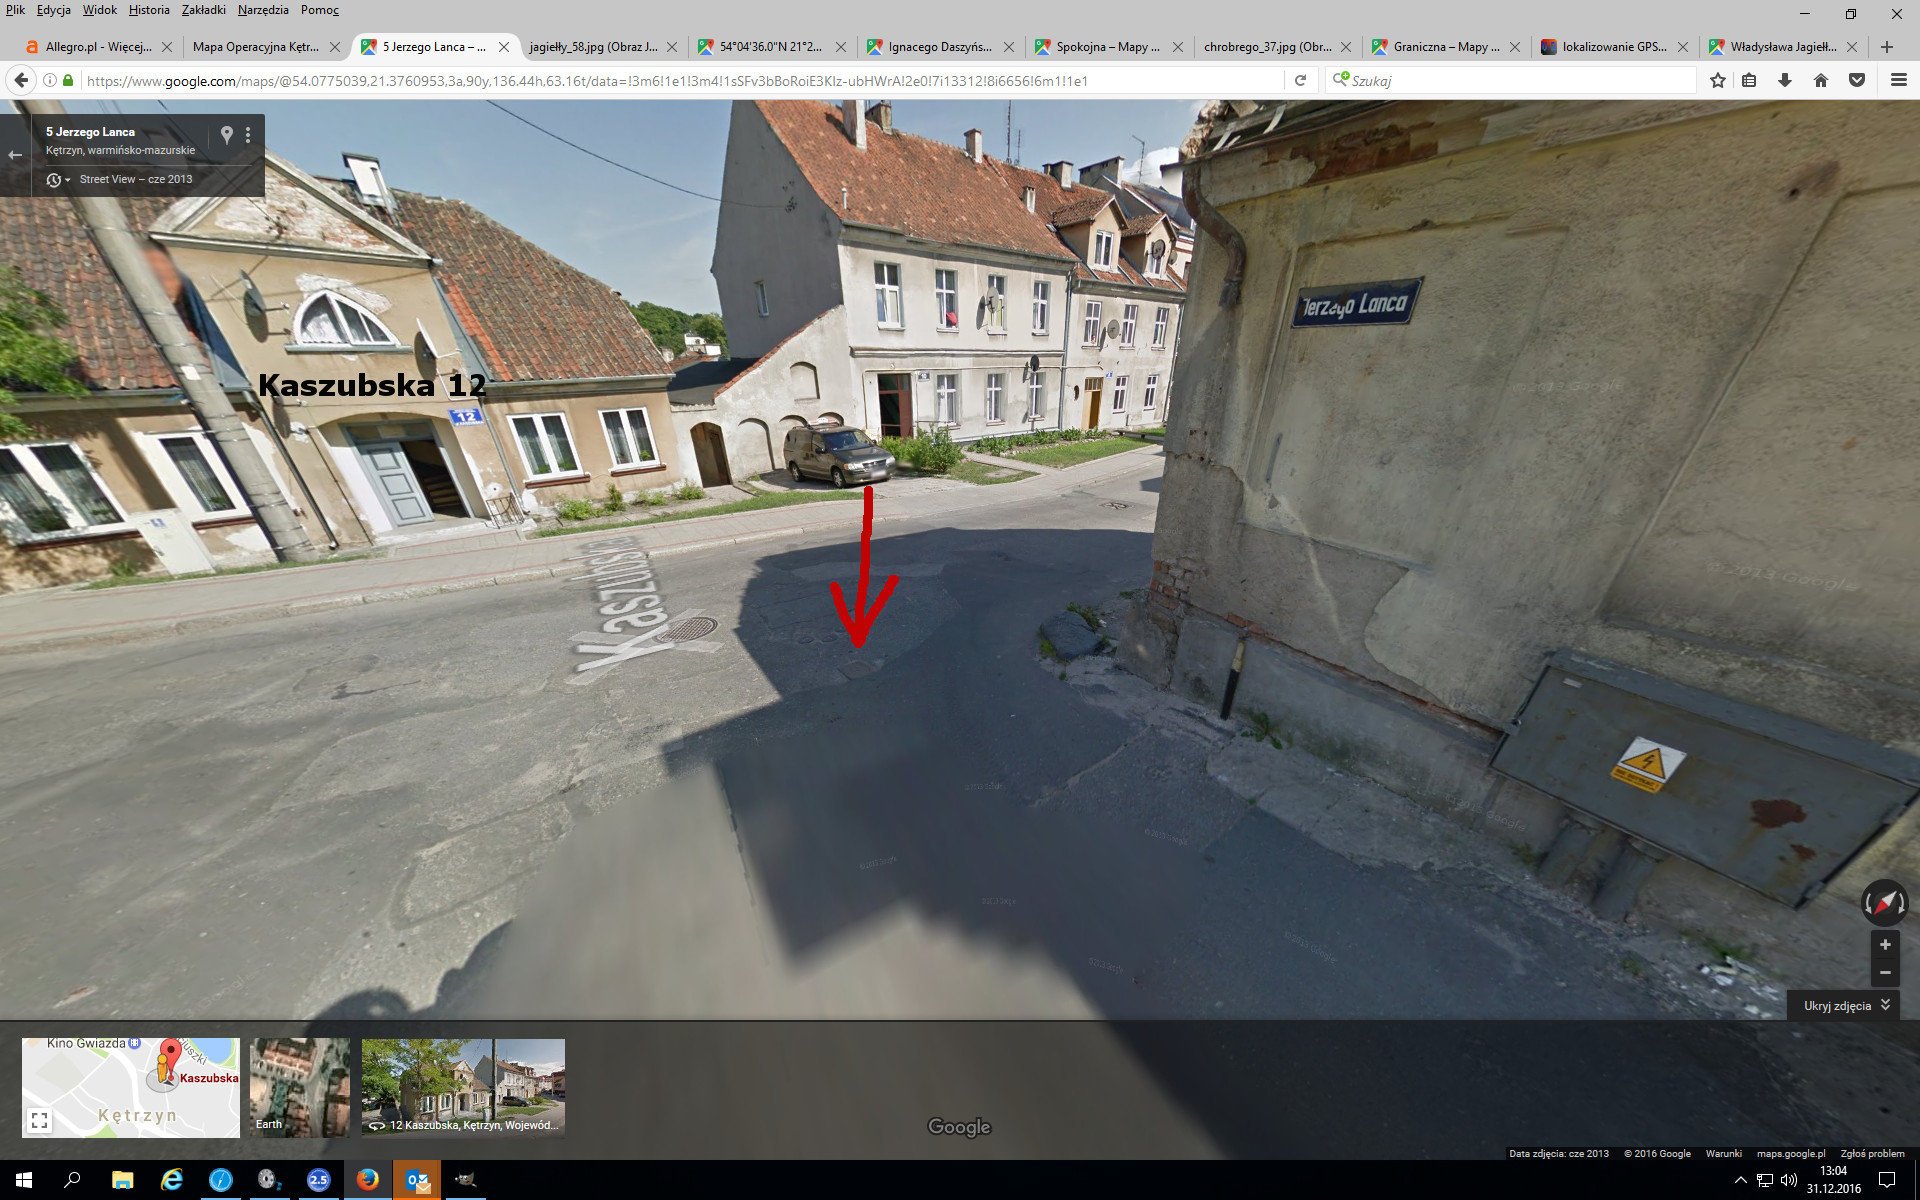 Plik Edycja Widok Historia Zakładki Narzędzia Pomoc
Allegro.pl - Więcej...
Mapa Operacyjna Kętr...
5 Jerzego Lanca – ...
jagiełły_58.jpg (Obraz J...
54°04'36.0"N 21°2...
Ignacego Daszyńs...
Spokojna – Mapy ...
chrobrego_37.jpg (Obr...
Graniczna – Mapy ...
lokalizowanie GPS...
Władysława Jagiełł...
https://www.google.com/maps/@54.0775039,21.3760953,3a,90y,136.44h,63.16t/data=!3m6!1e1!3m4!1sSFv3bBoRoiE3KIz-ubHWrA!2e0!7i13312!8i6656!6m1!1e1
Szukaj
5 Jerzego Lanca
Kętrzyn, warmińsko-mazurskie
Street View – cze 2013
Jerzego Lanca
Kaszubska 12
12
Kaszubska
Ukryj zdjęcia
Kino Gwiazda
Kaszubska
Kętrzyn
Earth
12 Kaszubska, Kętrzyn, Wojewód...
Google
Data zdjęcia: cze 2013 © 2016 Google Warunki maps.google.pl Zgłoś problem
2.5
13:04
31.12.2016